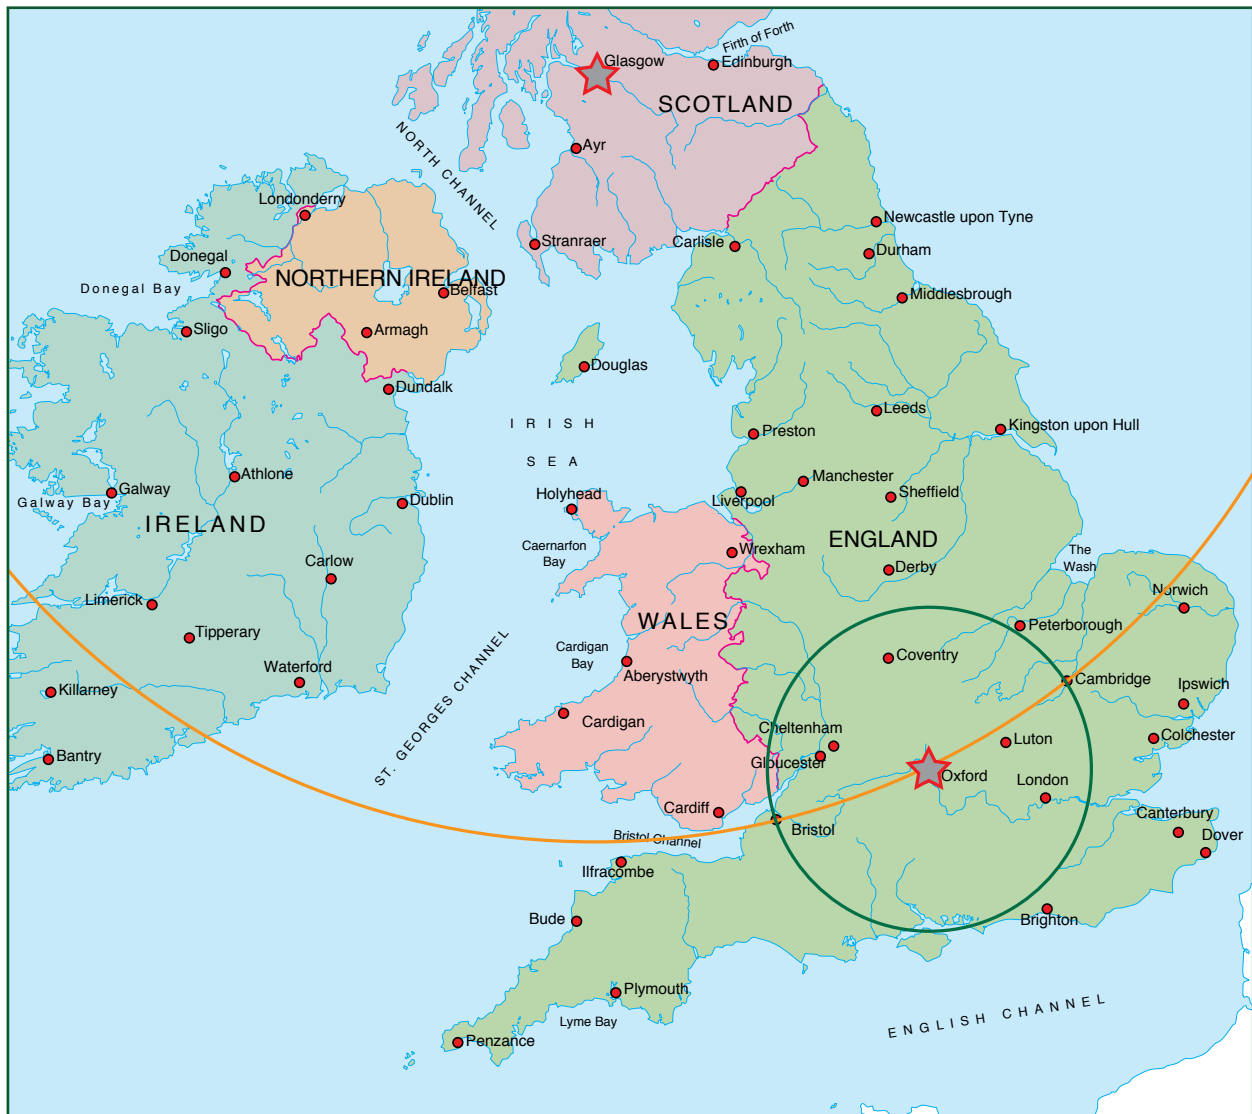 Firth of Forth
Glasgow
Edinburgh
SCOTLAND
NORTH CHANNEL
Ayr
Londonderry
Newcastle upon Tyne
Stranraer
Carlisle
Durham
Donegal
NORTHERN IRELAND
Donegal Bay
Belfast
Middlesbrough
Sligo
Armagh
Douglas
Dundalk
Leeds
IRISH
SEA
Preston
Kingston upon Hull
Athlone
Manchester
Galway
Galway Bay
Holyhead
Liverpool
Sheffield
Dublin
IRELAND
ENGLAND
Caernarfon
Bay
Wrexham
The
Wash
Carlow
Derby
Norwich
Limerick
WALES
Peterborough
Tipperary
ST. GEORGES CHANNEL
Cardigan
Bay
Coventry
Waterford
Aberystwyth
Cambridge
Killarney
Ipswich
Cardigan
Cheltenham
Luton
Colchester
Bantry
Gloucester
Oxford
London
Cardiff
Canterbury
Bristol
Dover
Bristol Channel
Ilfracombe
Bude
Brighton
Plymouth
ENGLISH CHANNEL
Lyme Bay
Penzance